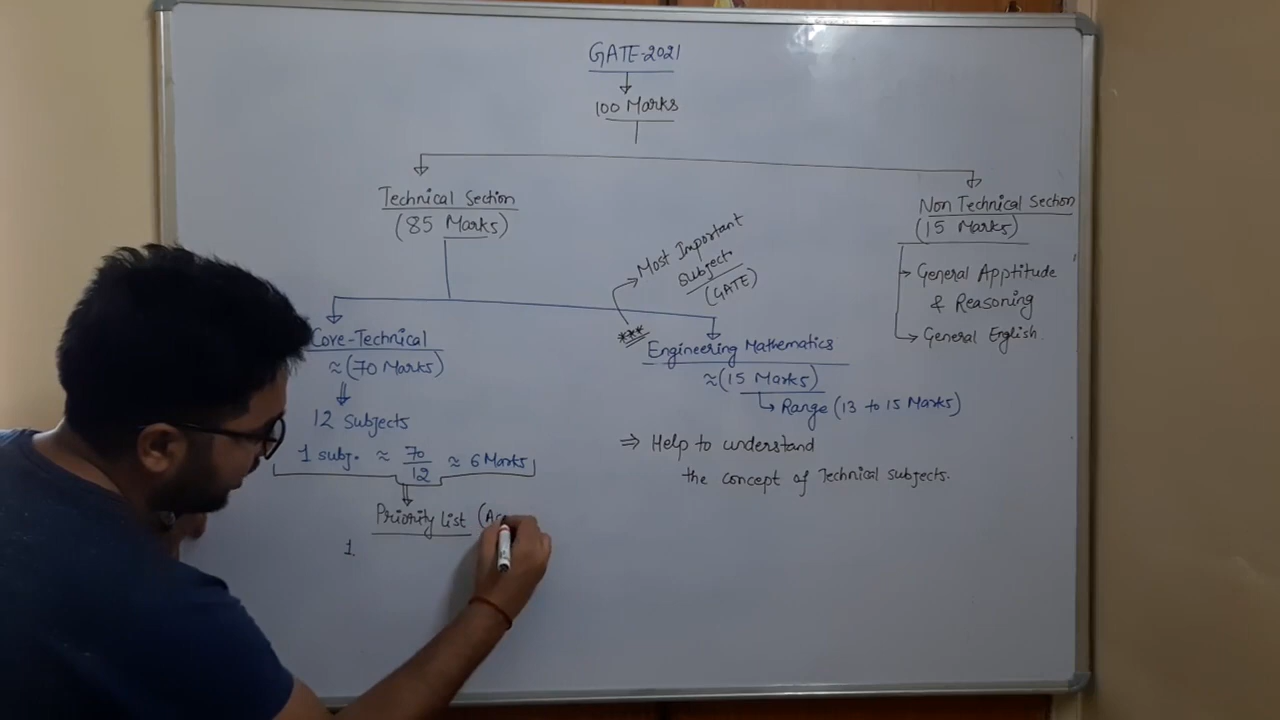 GATE-2021
100 Marks
Technical Section
(85 Marks)
Non Technical Section
(15 Marks)
General Apptitude
& Reasoning
General English.
Most Important
Subject
(GATE)
***
Core-Technical
≈ (70 Marks)
12 subjects
1 subj. ≈ 70/12 ≈ 6 Marks
Priority List (Ac
1.
Engineering Mathematics
≈ (15 Marks)
Range (13 to 15 Marks)
⇒ Help to understand
the concept of Technical subjects.